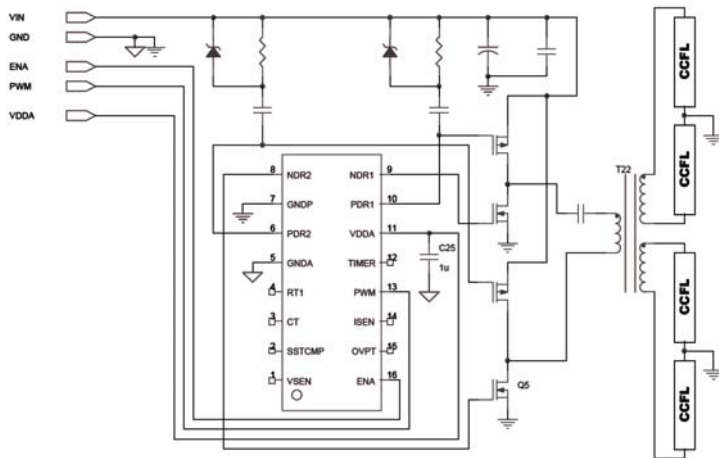 VIN
GND
ENA
PWM
VDDA
8 NDR2 NDR1 9
7 GNDP PDR1 10
6 PDR2 VDDA 11
5 GNDA TIMER 12
4 RT1 PWM 13
3 CT ISEN 14
2 SSTCMP OVPT 15
1 VSEN ENA 16
C25
1u
Q5
T22
CCFL
CCFL
CCFL
CCFL